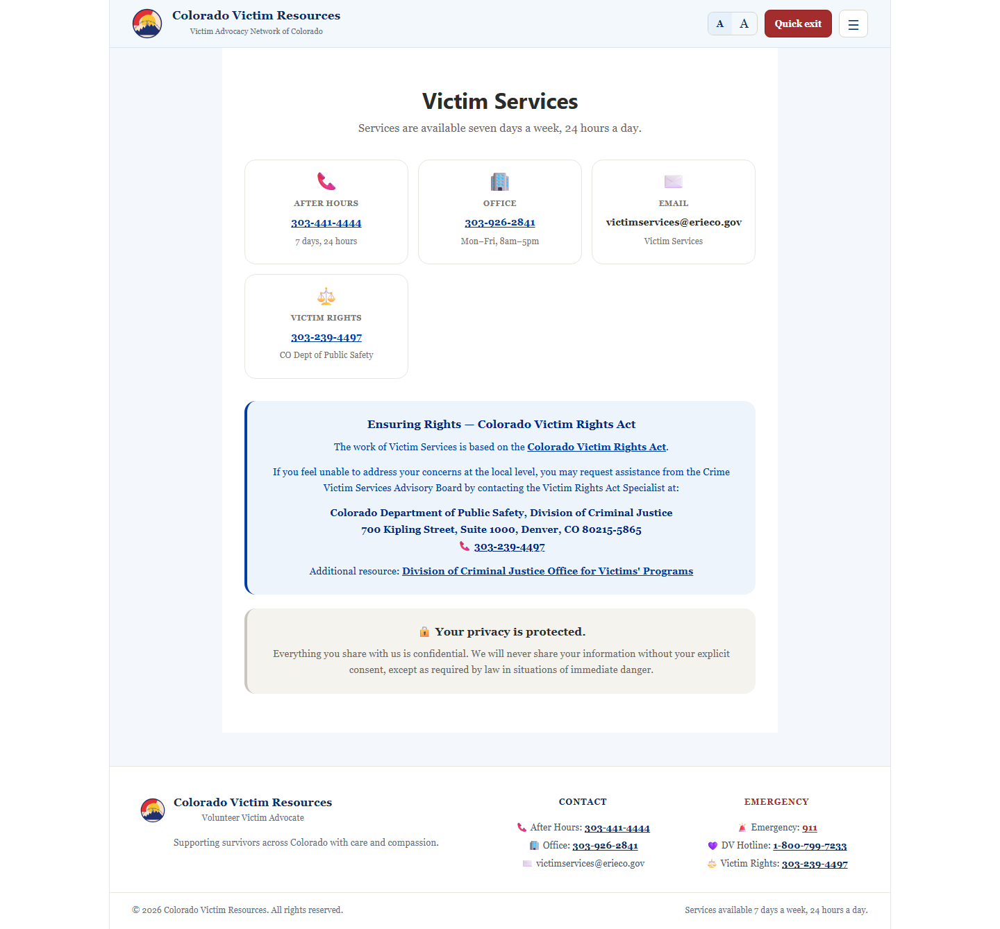 Colorado Victim Resources
Victim Advocacy Network of Colorado
A A Quick exit
Victim Services
Services are available seven days a week, 24 hours a day.
AFTER HOURS
303-441-4444
7 days, 24 hours
OFFICE
303-926-2841
Mon–Fri, 8am–5pm
EMAIL
victimservices@erieco.gov
Victim Services
VICTIM RIGHTS
303-239-4497
CO Dept of Public Safety
Ensuring Rights — Colorado Victim Rights Act
The work of Victim Services is based on the Colorado Victim Rights Act.
If you feel unable to address your concerns at the local level, you may request assistance from the Crime
Victim Services Advisory Board by contacting the Victim Rights Act Specialist at:
Colorado Department of Public Safety, Division of Criminal Justice
700 Kipling Street, Suite 1000, Denver, CO 80215-5865
303-239-4497
Additional resource: Division of Criminal Justice Office for Victims' Programs
Your privacy is protected.
Everything you share with us is confidential. We will never share your information without your explicit
consent, except as required by law in situations of immediate danger.
Colorado Victim Resources
Volunteer Victim Advocate
Supporting survivors across Colorado with care and compassion.
CONTACT
After Hours: 303-441-4444
Office: 303-926-2841
victimservices@erieco.gov
EMERGENCY
Emergency: 911
DV Hotline: 1-800-799-7233
Victim Rights: 303-239-4497
© 2026 Colorado Victim Resources. All rights reserved.
Services available 7 days a week, 24 hours a day.